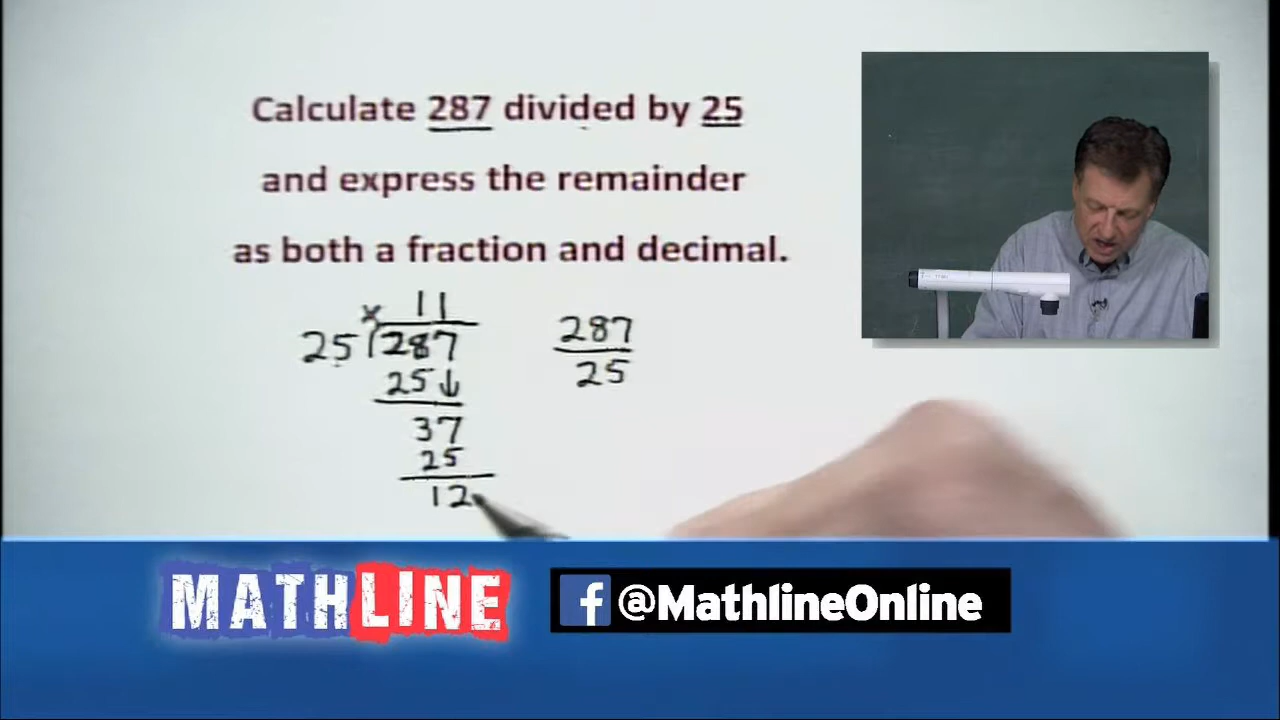 Calculate 287 divided by 25
and express the remainder
as both a fraction and decimal.
x 11
25 287
25↓
37
25
12
287
25
MATHLINE
f @MathlineOnline